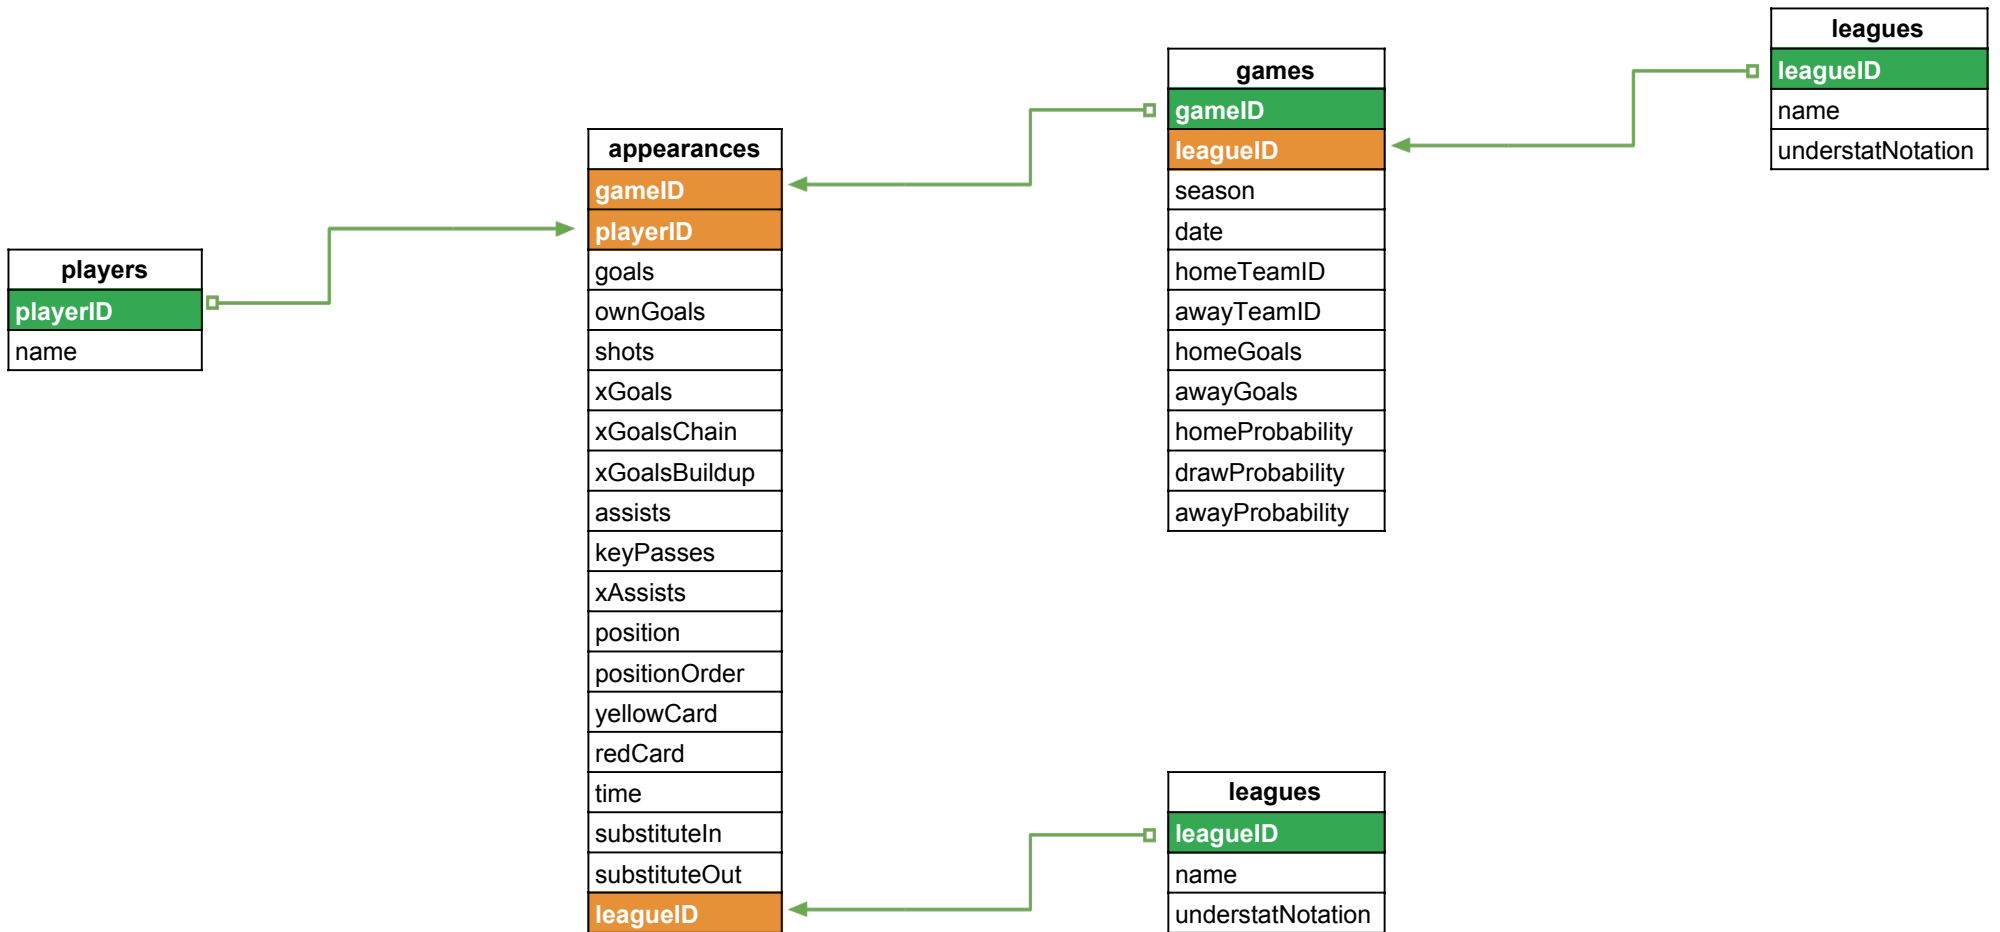 players
playerID
name
appearances
gameID
playerID
goals
ownGoals
shots
xGoals
xGoalsChain
xGoalsBuildup
assists
keyPasses
xAssists
position
positionOrder
yellowCard
redCard
time
substituteIn
substituteOut
leagueID
games
gameID
leagueID
season
date
homeTeamID
awayTeamID
homeGoals
awayGoals
homeProbability
drawProbability
awayProbability
leagues
leagueID
name
understatNotation
leagues
leagueID
name
understatNotation